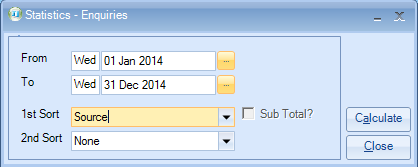 Statistics - Enquiries
From Wed 01 Jan 2014 ...
To Wed 31 Dec 2014 ...
1st Sort Source Sub Total? Calculate
2nd Sort None Close